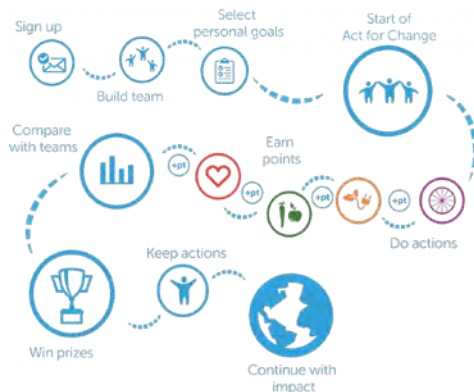 Sign up
Build team
Select
personal goals
Start of
Act for Change
Do actions
+pt
+pt
Earn
points
+pt
+pt
Compare
with teams
Win prizes
Keep actions
Continue with
impact